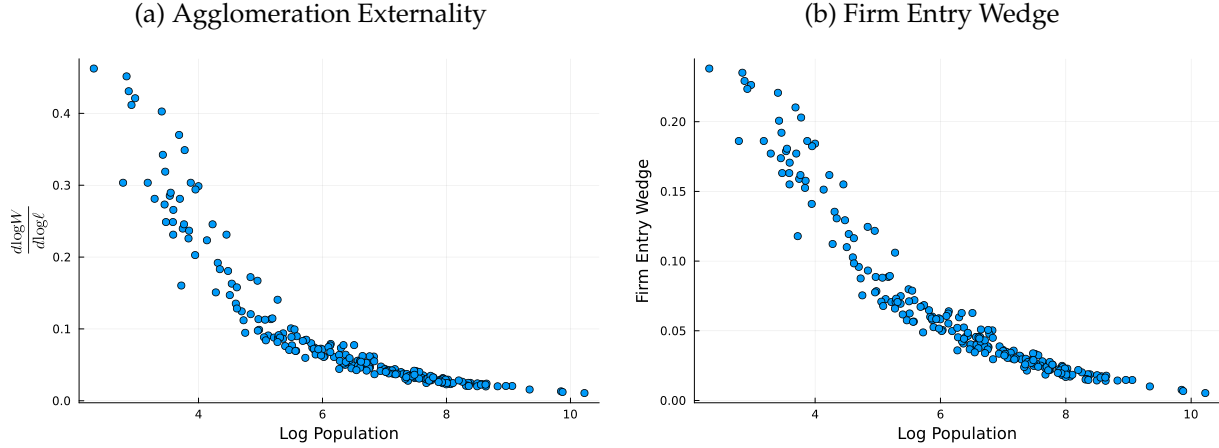 (a) Agglomeration Externality
(b) Firm Entry Wedge
dlogW
dlogℓ
0.4
0.3
0.2
0.1
0.0
4
6
8
10
Log Population
Firm Entry Wedge
0.20
0.15
0.10
0.05
0.00
4
6
8
10
Log Population